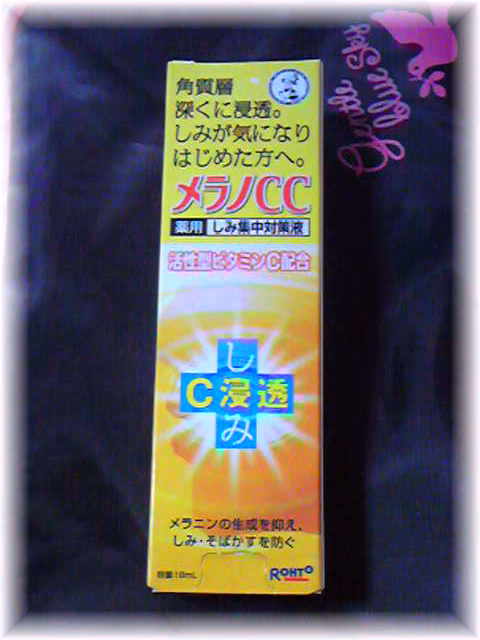 角質層
深くに浸透。
しみが気になり
はじめた方へ。
メラノCC
薬用 しみ集中対策液
活性型ビタミンC配合
し
C浸透
み
メラニンの生成を抑え、
しみ・そばかすを防ぐ
ROHTO